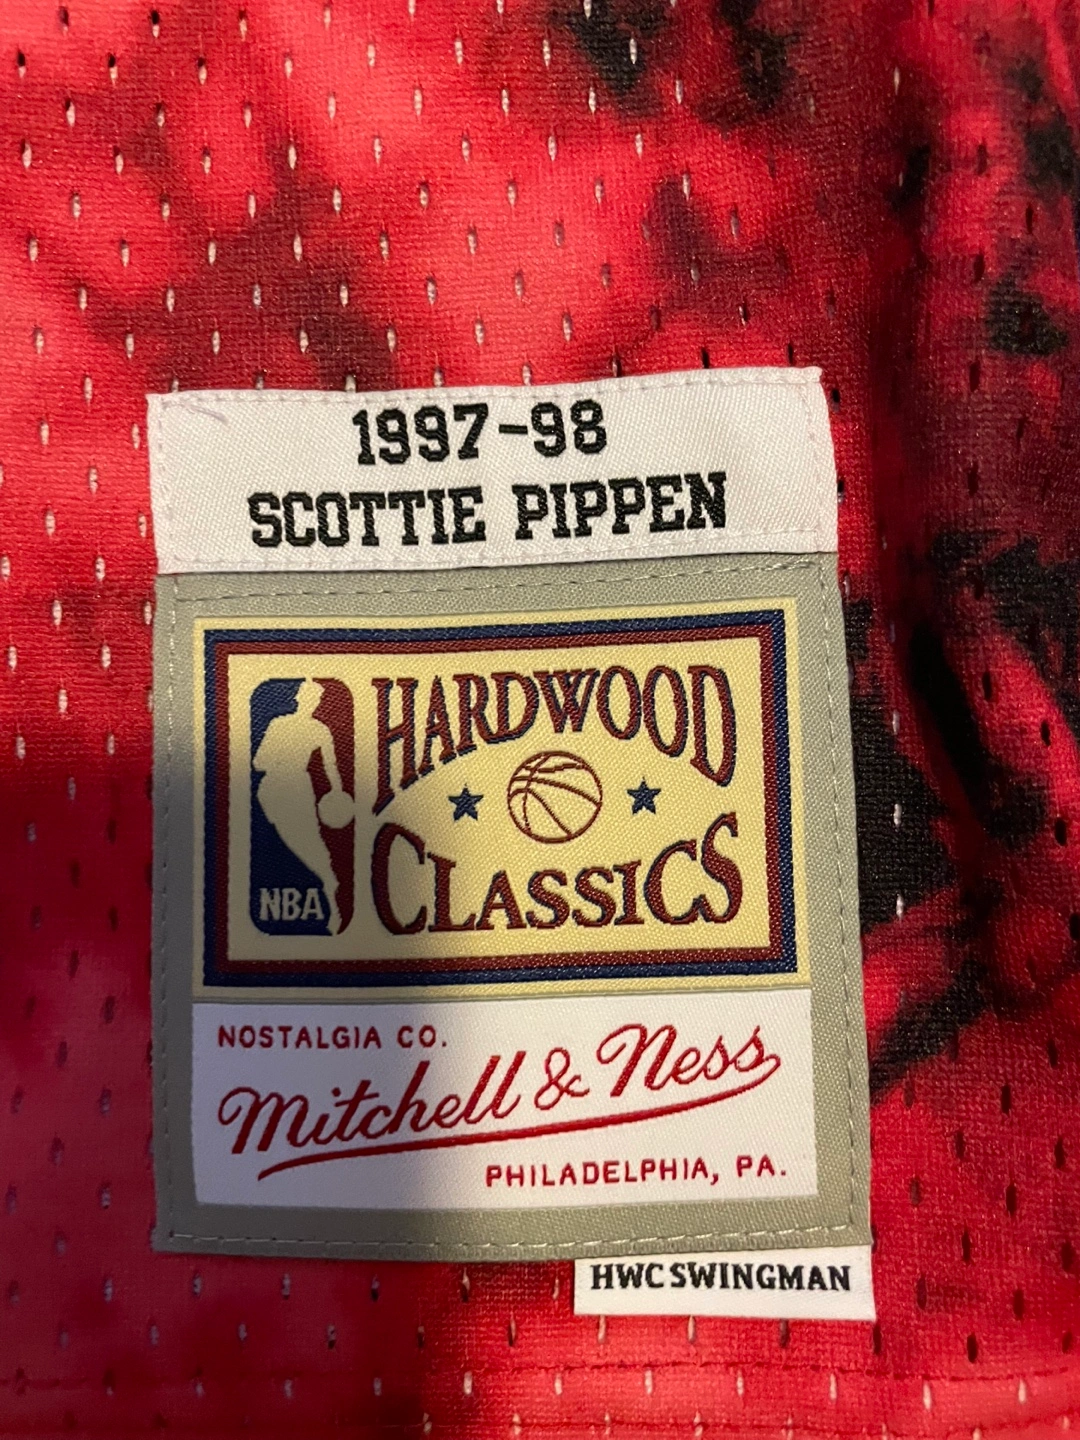 1997-98
SCOTTIE PIPPEN
HARDWOOD
CLASSICS
NBA
NOSTALGIA CO.
Mitchell & Ness
PHILADELPHIA, PA.
HWC SWINGMAN